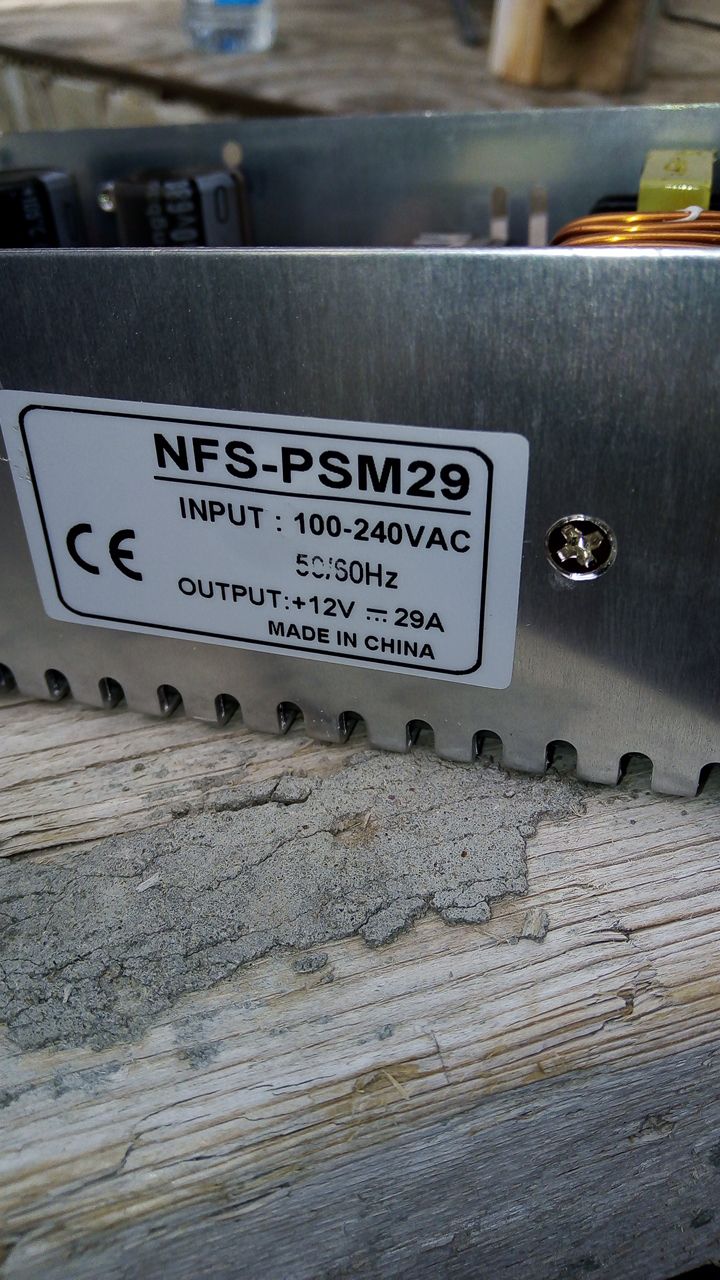 NFS-PSM29
INPUT : 100-240VAC
50/60Hz
CE
OUTPUT:+12V ⎓ 29A
MADE IN CHINA